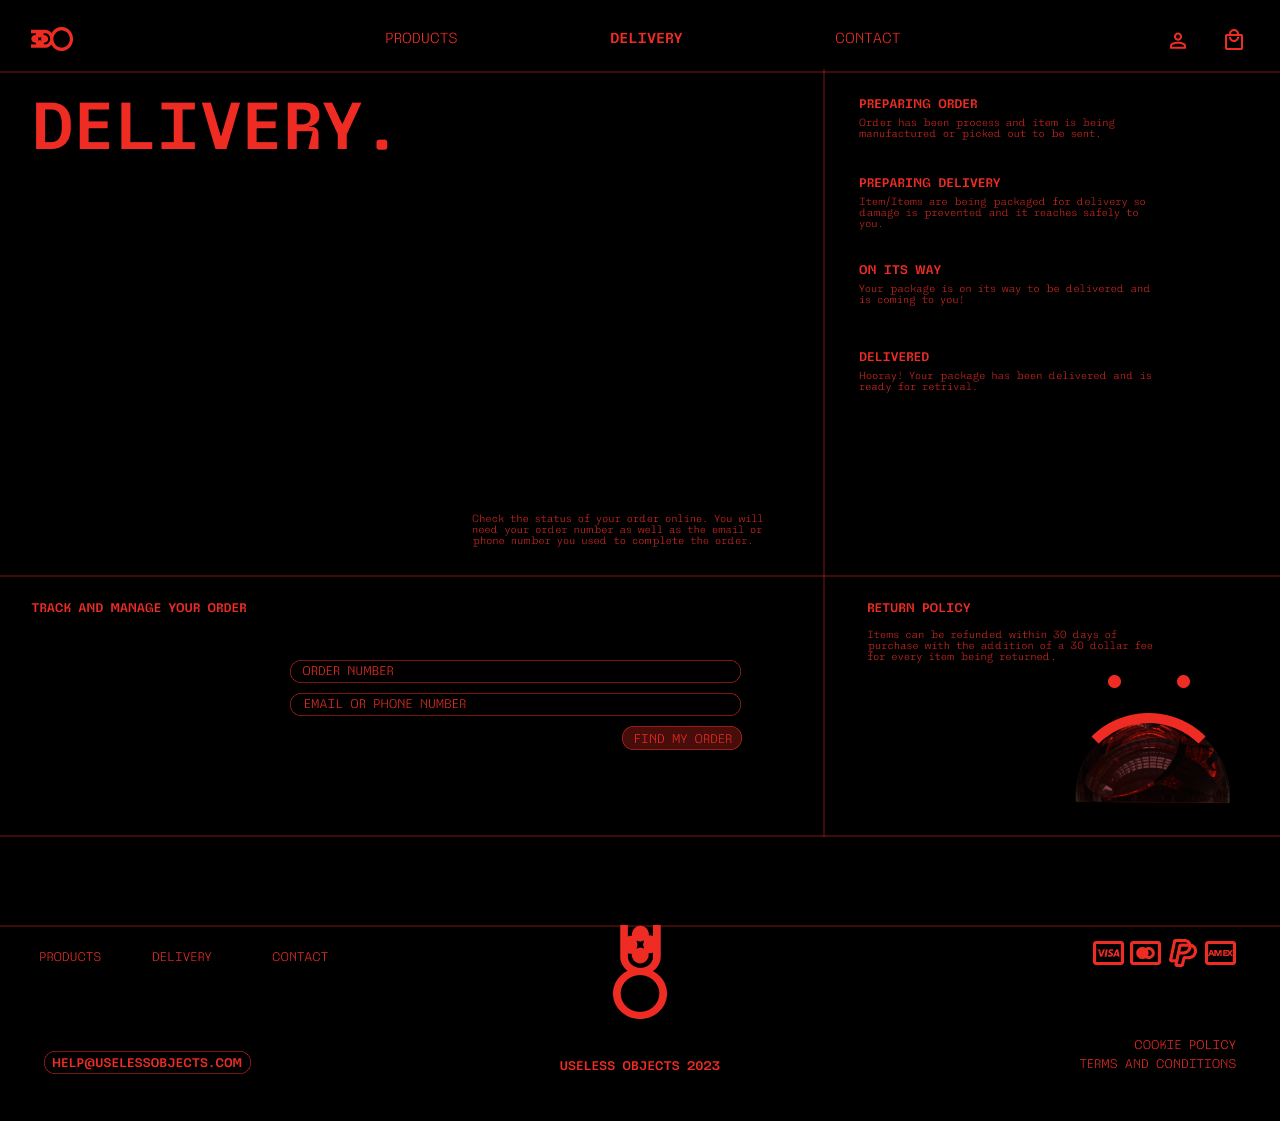 PRODUCTS
DELIVERY
CONTACT
DELIVERY.
PREPARING ORDER
Order has been process and item is being
manufactured or picked out to be sent.
PREPARING DELIVERY
Item/Items are being packaged for delivery so
damage is prevented and it reaches safely to
you.
ON ITS WAY
Your package is on its way to be delivered and
is coming to you!
DELIVERED
Hooray! Your package has been delivered and is
ready for retrival.
Check the status of your order online. You will
need your order number as well as the email or
phone number you used to complete the order.
TRACK AND MANAGE YOUR ORDER
ORDER NUMBER
EMAIL OR PHONE NUMBER
FIND MY ORDER
RETURN POLICY
Items can be refunded within 30 days of
purchase with the addition of a 30 dollar fee
for every item being returned.
PRODUCTS
DELIVERY
CONTACT
VISA
AMEX
HELP@USELESSOBJECTS.COM
USELESS OBJECTS 2023
COOKIE POLICY
TERMS AND CONDITIONS